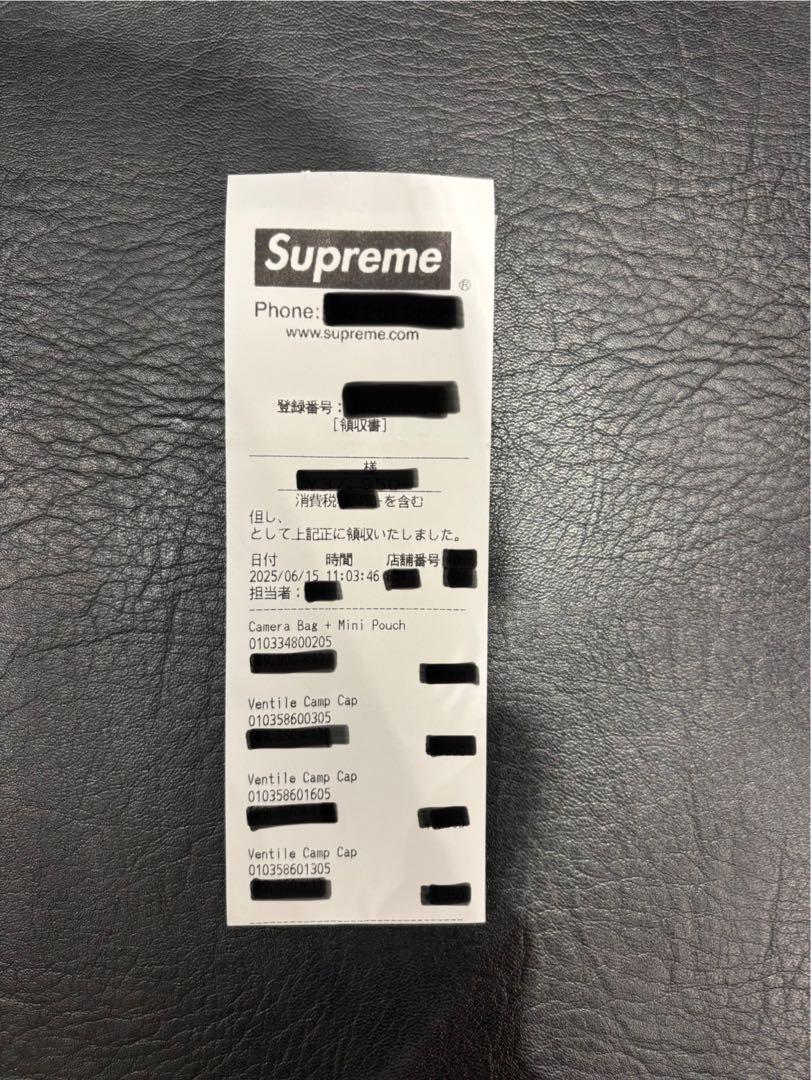 Supreme
®
Phone:
www.supreme.com
登録番号:
[領収書]
様
消費税 を含む
但し、
として上記正に領収いたしました。
日付 時間 店舗番号
2025/06/15 11:03:46
担当者:
Camera Bag + Mini Pouch
010334800205
Ventile Camp Cap
010358600305
Ventile Camp Cap
010358601605
Ventile Camp Cap
010358601305